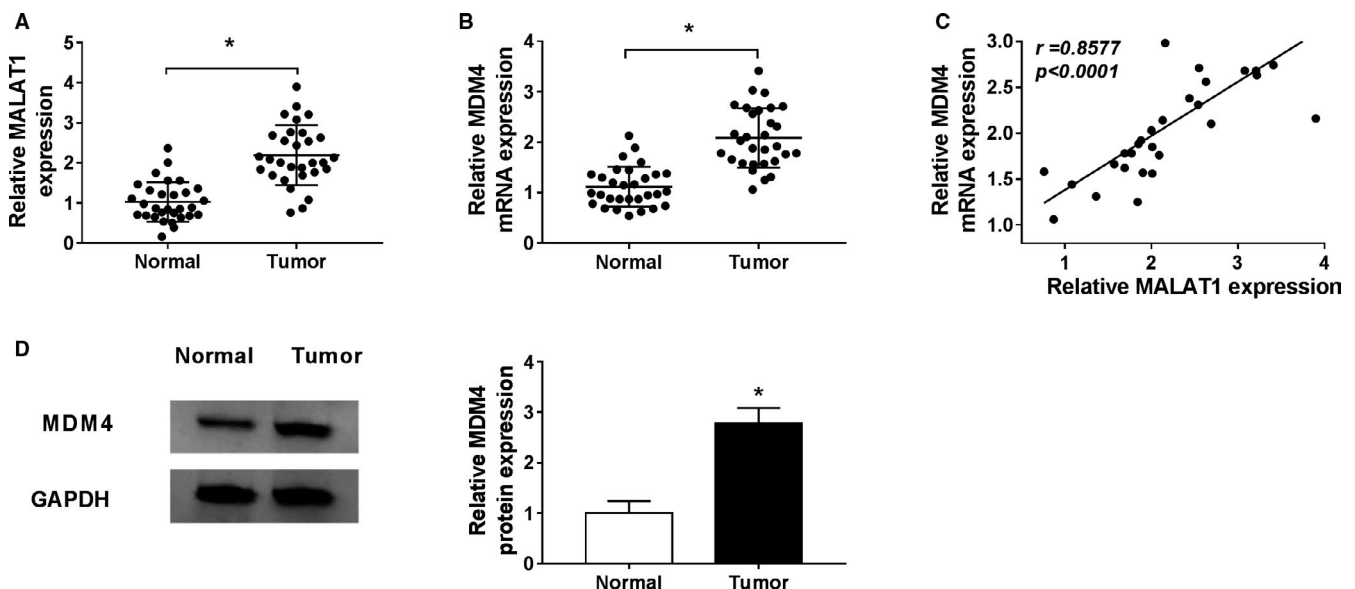 A
Relative MALAT1
expression
5
4
3
2
1
0
*
Normal Tumor
B
Relative MDM4
mRNA expression
4
3
2
1
0
*
Normal Tumor
C
Relative MDM4
mRNA expression
3.0
2.5
2.0
1.5
1.0
r =0.8577
p<0.0001
1 2 3 4
Relative MALAT1 expression
D
Normal Tumor
MDM4
GAPDH
Relative MDM4
protein expression
4
3
2
1
0
*
Normal Tumor